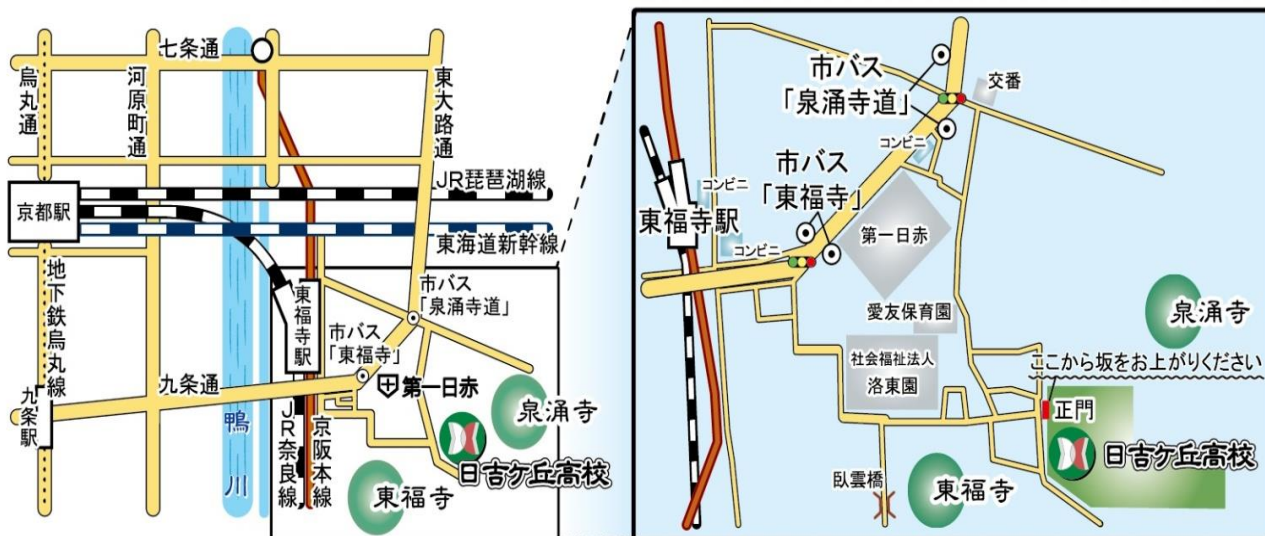 七条通
烏丸通
河原町通
東大路通
JR琵琶湖線
京都駅
東海道新幹線
地下鉄烏丸線
東福寺駅
市バス
「泉涌寺道」
市バス
「東福寺」
九条通
第一日赤
九条駅
鴨川
JR奈良線
京阪本線
泉涌寺
日吉ケ丘高校
東福寺
市バス
「泉涌寺道」
交番
コンビニ
市バス
「東福寺」
コンビニ
東福寺駅
コンビニ
第一日赤
愛友保育園
泉涌寺
社会福祉法人
洛東園
ここから坂をお上がりください
正門
日吉ケ丘高校
臥雲橋
東福寺